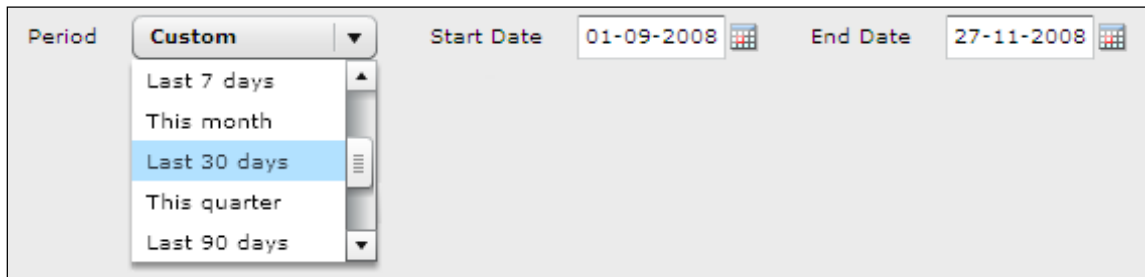 Period Custom Start Date 01-09-2008 End Date 27-11-2008
Last 7 days
This month
Last 30 days
This quarter
Last 90 days